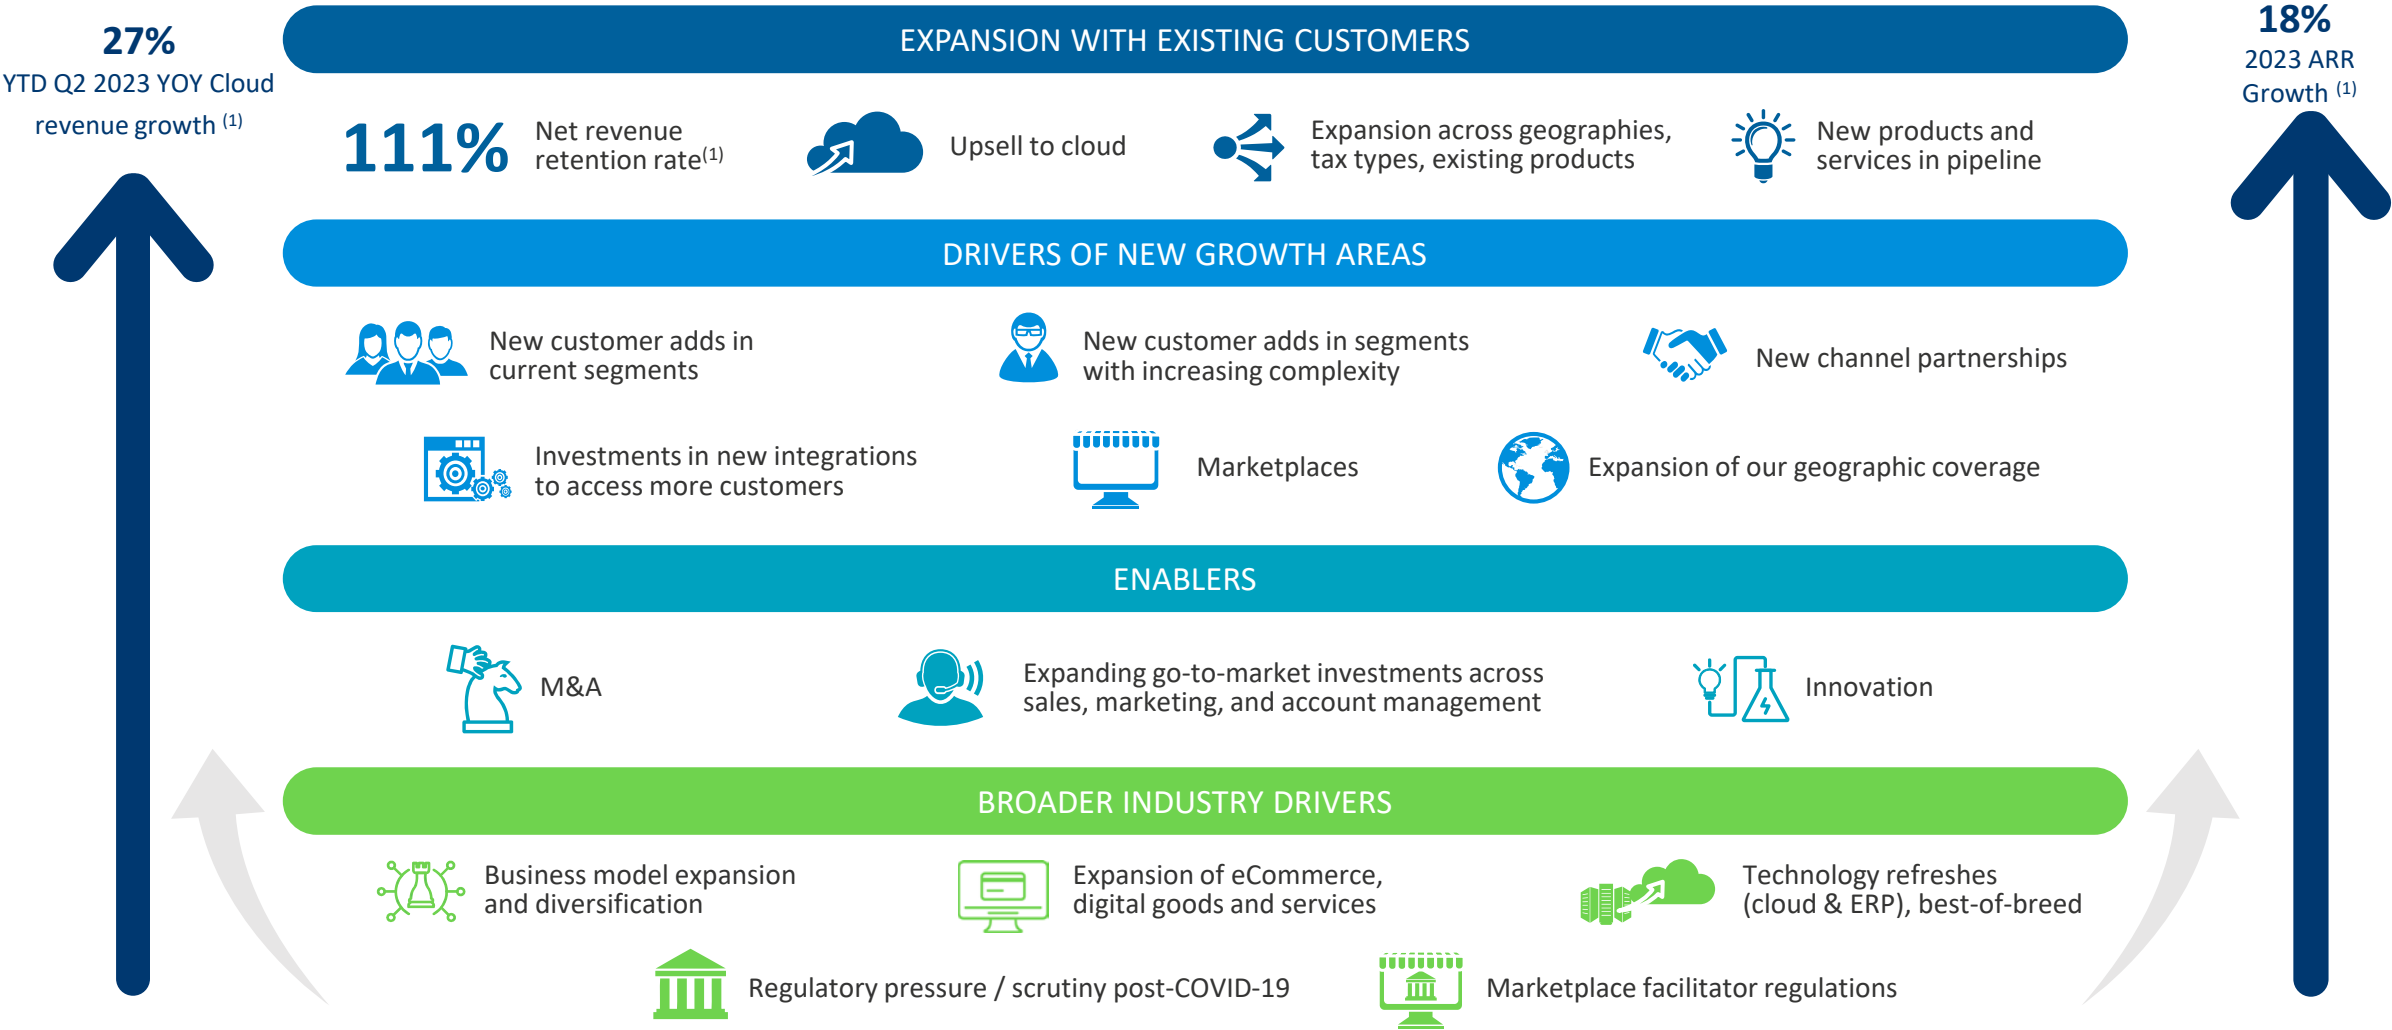 27%
YTD Q2 2023 YOY Cloud
revenue growth (1)
18%
2023 ARR
Growth (1)
EXPANSION WITH EXISTING CUSTOMERS
111%
Net revenue
retention rate(1)
Upsell to cloud
Expansion across geographies,
tax types, existing products
New products and
services in pipeline
DRIVERS OF NEW GROWTH AREAS
New customer adds in
current segments
New customer adds in segments
with increasing complexity
New channel partnerships
Investments in new integrations
to access more customers
Marketplaces
Expansion of our geographic coverage
ENABLERS
M&A
Expanding go-to-market investments across
sales, marketing, and account management
Innovation
BROADER INDUSTRY DRIVERS
Business model expansion
and diversification
Expansion of eCommerce,
digital goods and services
Technology refreshes
(cloud & ERP), best-of-breed
Regulatory pressure / scrutiny post-COVID-19
Marketplace facilitator regulations